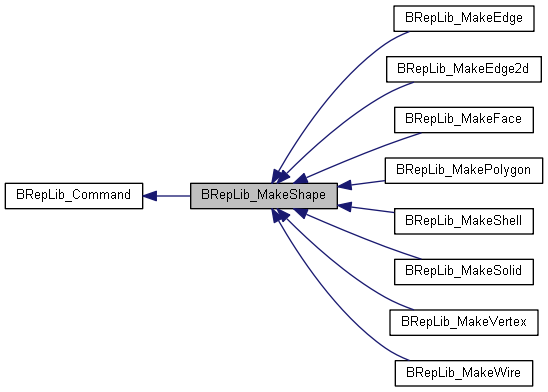 BRepLib_MakeEdge
BRepLib_MakeEdge2d
BRepLib_MakeFace
BRepLib_MakePolygon
BRepLib_Command
BRepLib_MakeShape
BRepLib_MakeShell
BRepLib_MakeSolid
BRepLib_MakeVertex
BRepLib_MakeWire